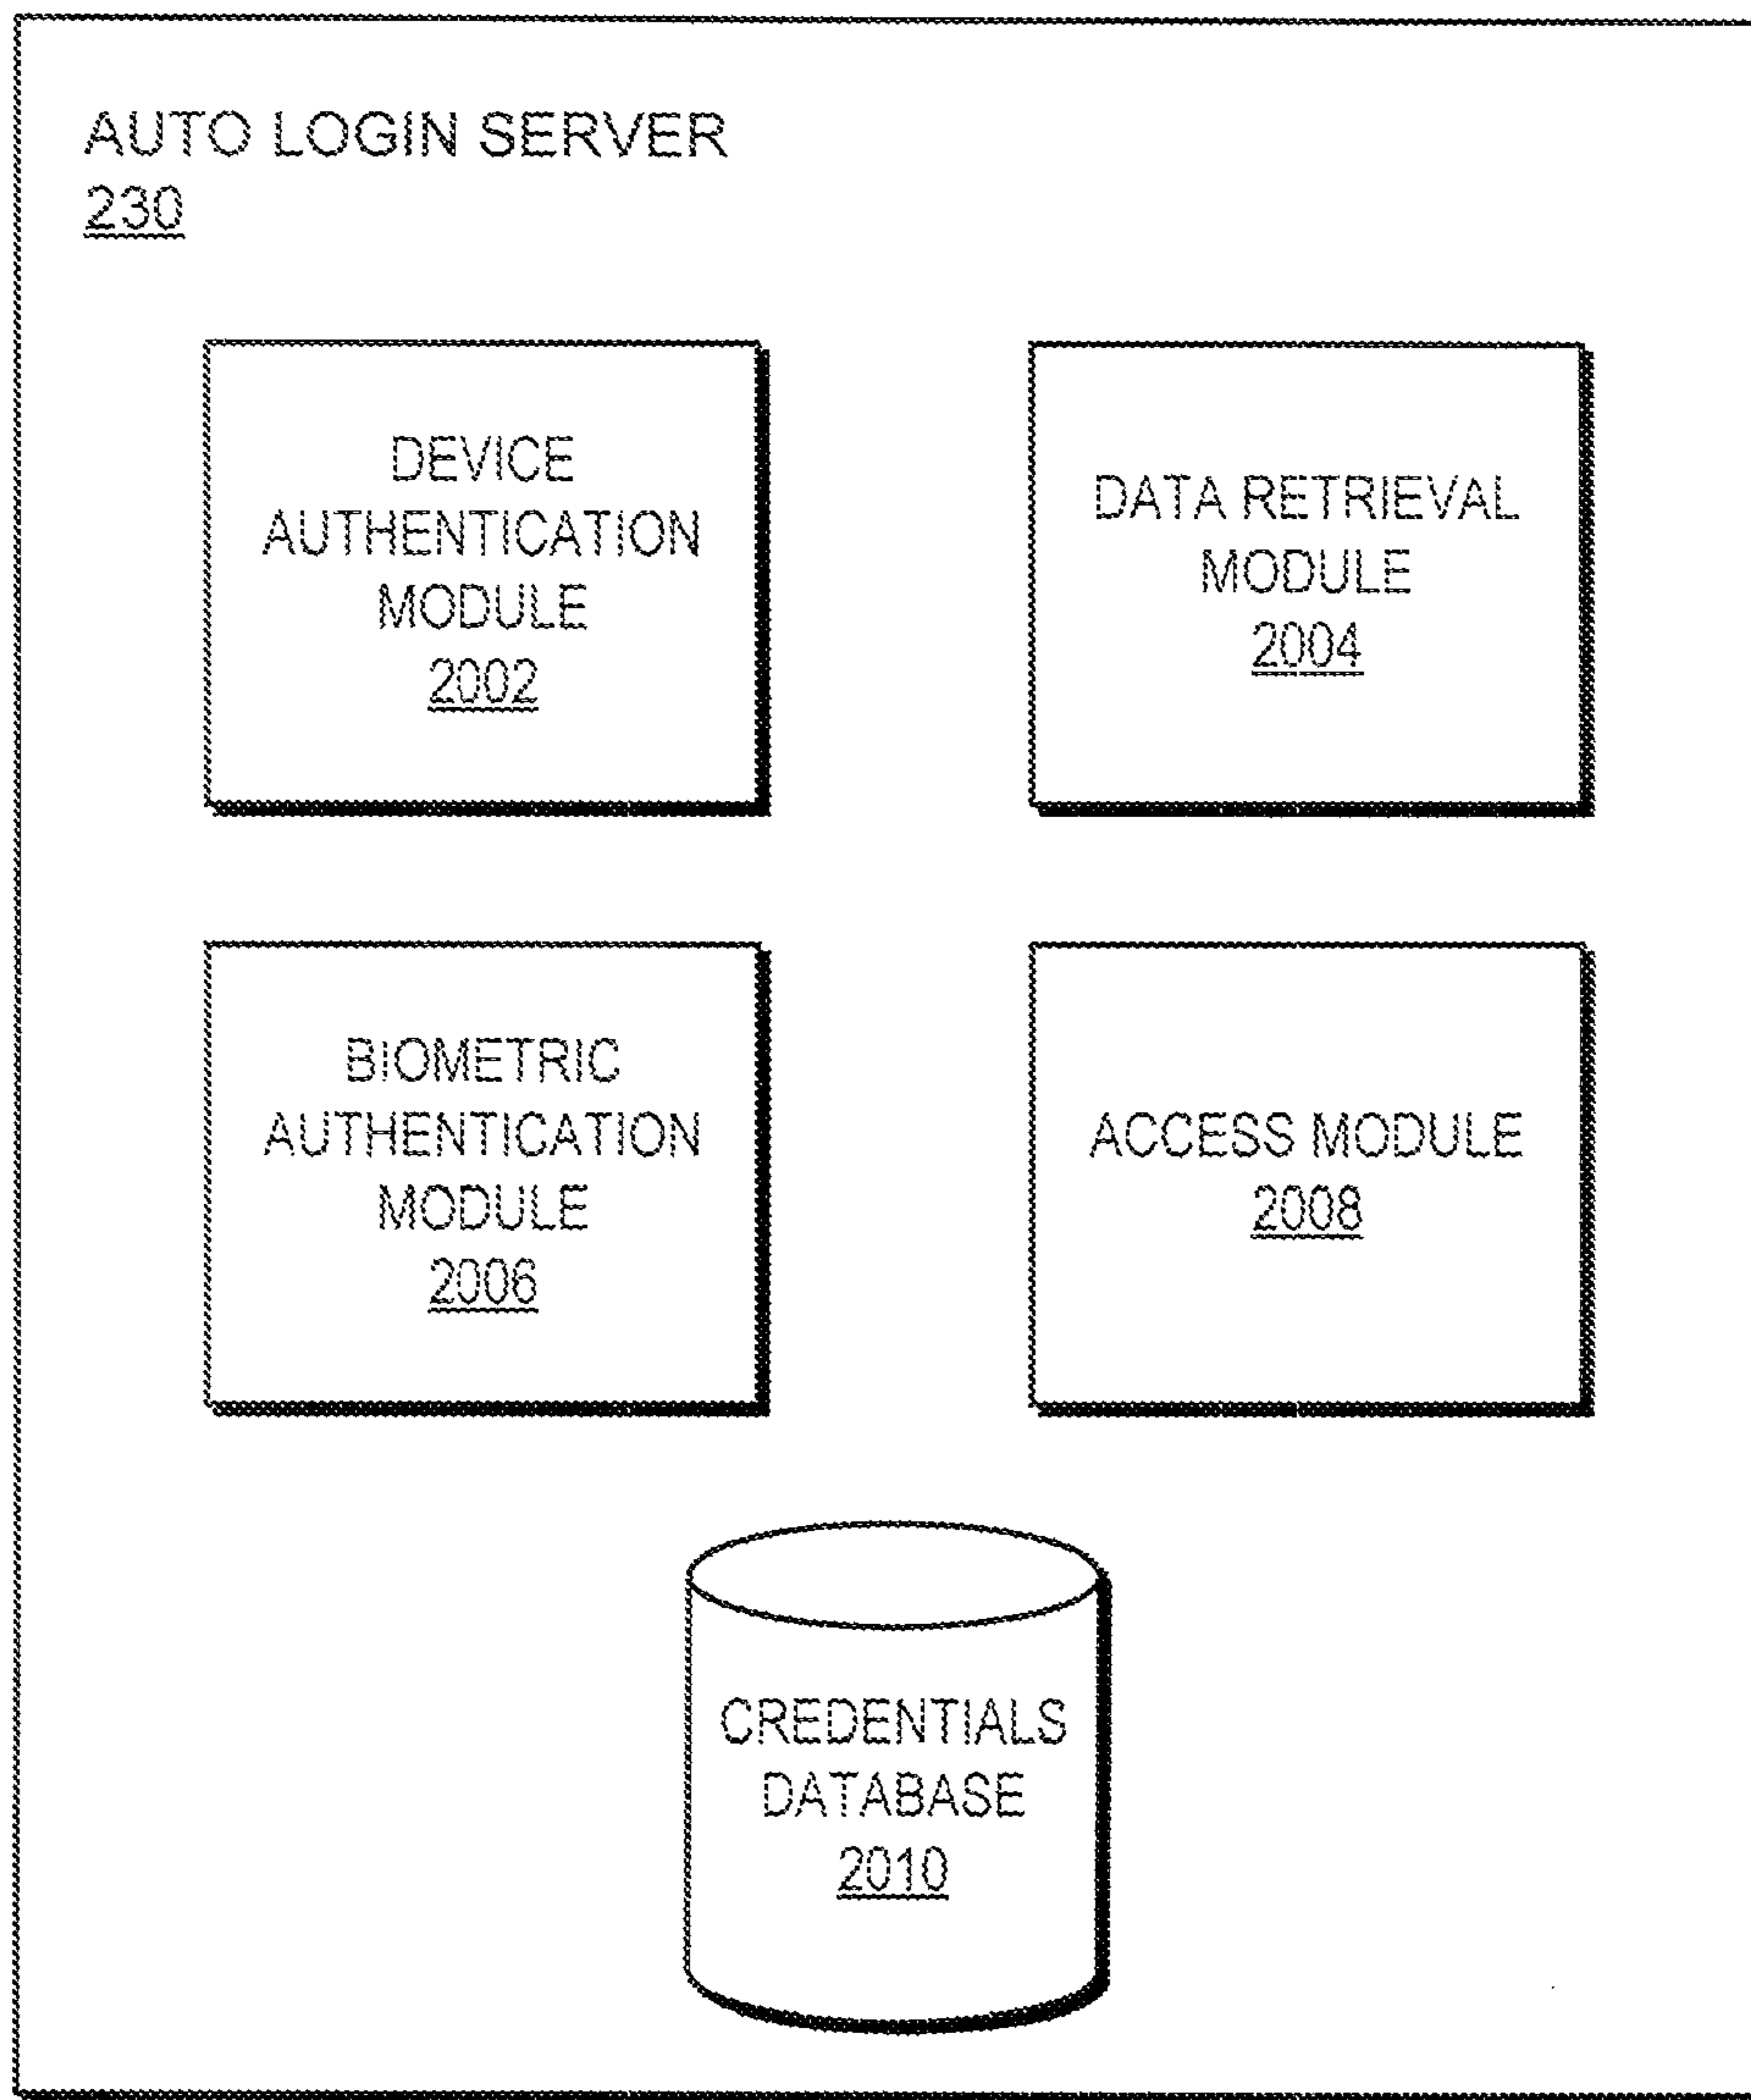 AUTO LOGIN SERVER
230
DEVICE
AUTHENTICATION
MODULE
2002
DATA RETRIEVAL
MODULE
2004
BIOMETRIC
AUTHENTICATION
MODULE
2006
ACCESS MODULE
2008
CREDENTIALS
DATABASE
2010